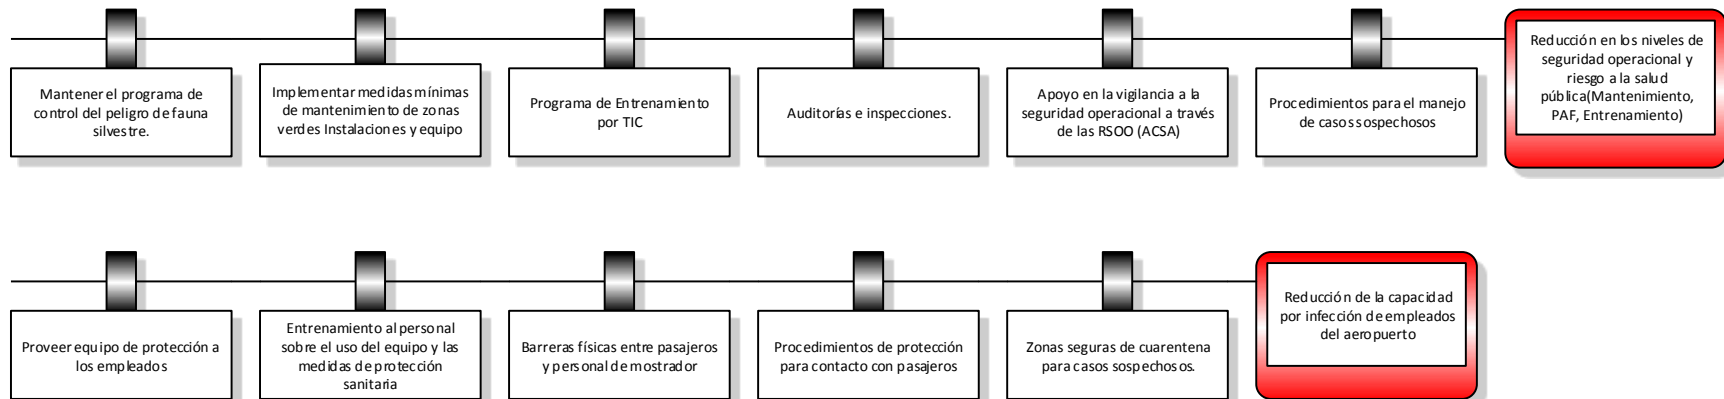 Mantener el programa de
control del peligro de fauna
silvestre.
Implementar medidas mínimas
de mantenimiento de zonas
verdes Instalaciones y equipo
Programa de Entrenamiento
por TIC
Auditorías e inspecciones.
Apoyo en la vigilancia a la
seguridad operacional a través
de las RSOO (ACSA)
Procedimientos para el manejo
de casos sospechosos
Reducción en los niveles de
seguridad operacional y
riesgo a la salud
pública(Mantenimiento,
PAF, Entrenamiento)
Proveer equipo de protección a
los empleados
Entrenamiento al personal
sobre el uso del equipo y las
medidas de protección
sanitaria
Barreras físicas entre pasajeros
y personal de mostrador
Procedimientos de protección
para contacto con pasajeros
Zonas seguras de cuarentena
para casos sospechosos.
Reducción de la capacidad
por infección de empleados
del aeropuerto